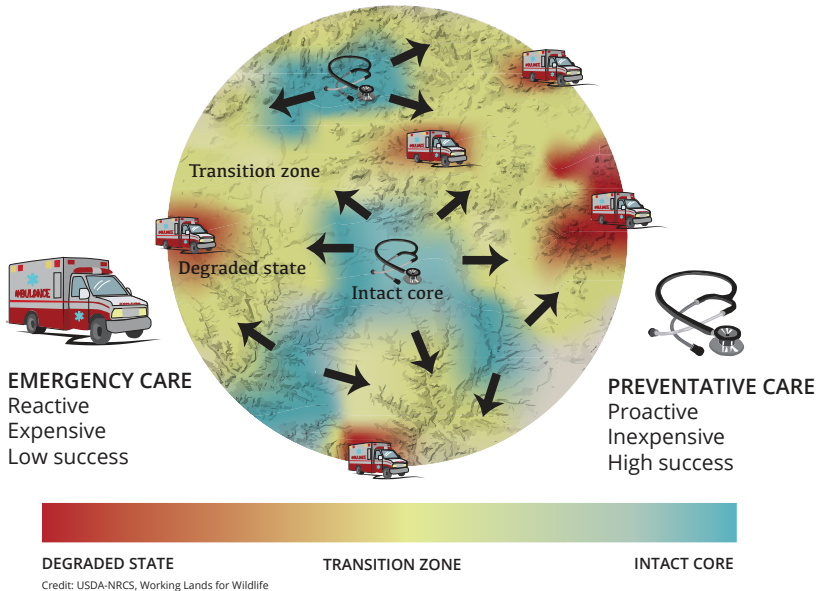 Transition zone
Degraded state
Intact core
AMBULANCE
EMERGENCY CARE
Reactive
Expensive
Low success
PREVENTATIVE CARE
Proactive
Inexpensive
High success
DEGRADED STATE
TRANSITION ZONE
INTACT CORE
Credit: USDA-NRCS, Working Lands for Wildlife